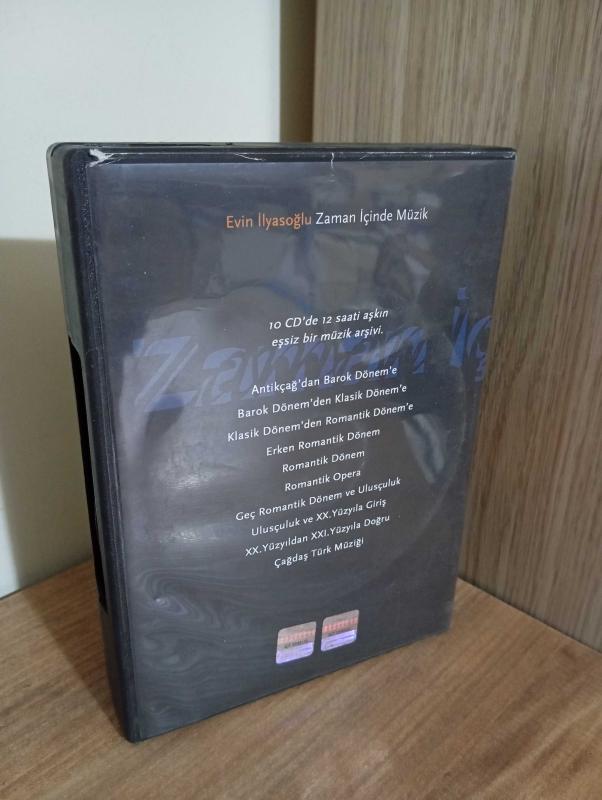 Evin İlyasoğlu Zaman İçinde Müzik
10 CD'de 12 saati aşkın
eşsiz bir müzik arşivi.
Zaman İç
Antikçağ'dan Barok Dönem'e
Barok Dönem'den Klasik Dönem'e
Klasik Dönem'den Romantik Dönem'e
Erken Romantik Dönem
Romantik Dönem
Romantik Opera
Geç Romantik Dönem ve Ulusçuluk
Ulusçuluk ve XX.Yüzyıla Giriş
XX.Yüzyıldan XXI.Yüzyıla Doğru
Çağdaş Türk Müziği